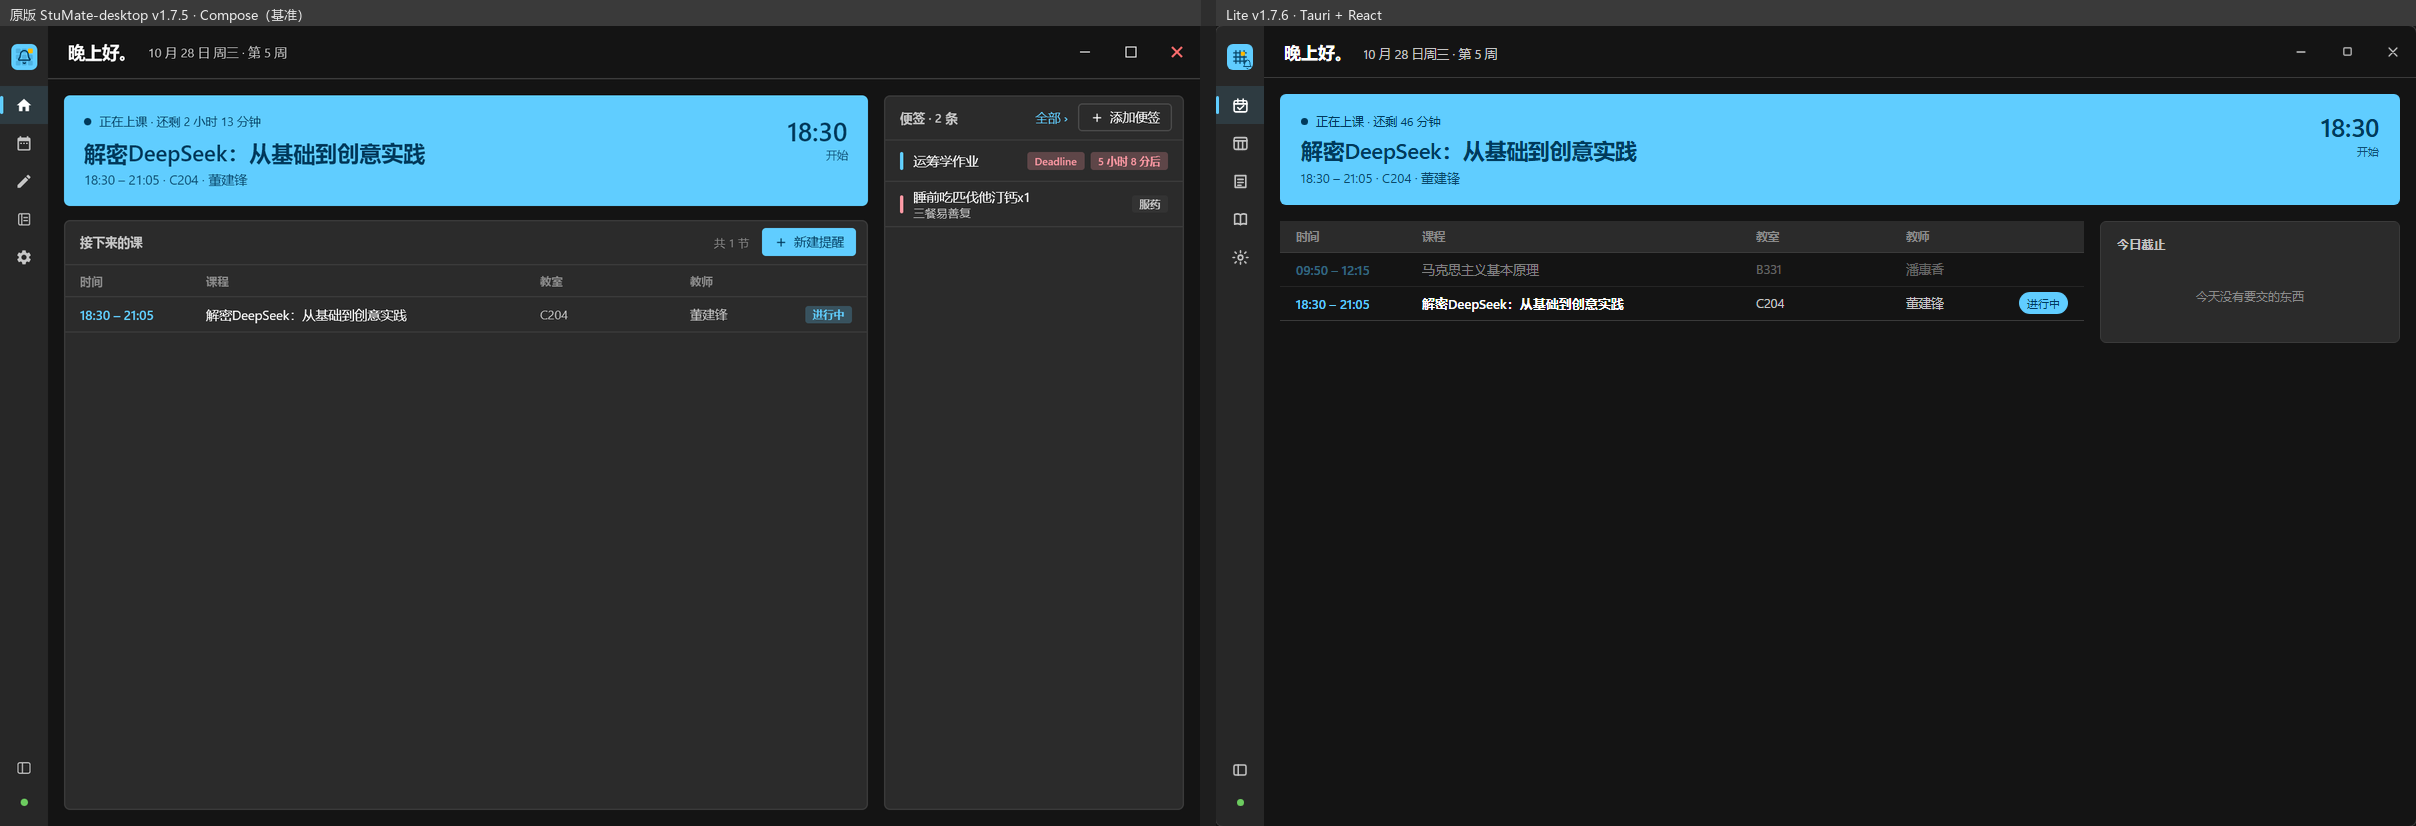 原版 StuMate-desktop v1.7.5 · Compose（基准）
晚上好。 10 月 28 日 周三 · 第 5 周
正在上课 · 还剩 2 小时 13 分钟
解密DeepSeek：从基础到创意实践
18:30 – 21:05 · C204 · 董建锋
18:30
开始
接下来的课
共 1 节
+ 新建提醒
时间 课程 教室 教师
18:30 – 21:05 解密DeepSeek：从基础到创意实践 C204 董建锋 进行中
便签 · 2 条
全部 ›
+ 添加便签
运筹学作业 Deadline 5 小时 8 分后
睡前吃匹伐他汀钙x1 服药
三餐易善复
Lite v1.7.6 · Tauri + React
晚上好。 10 月 28 日周三 · 第 5 周
正在上课 · 还剩 46 分钟
解密DeepSeek：从基础到创意实践
18:30 – 21:05 · C204 · 董建锋
18:30
开始
时间 课程 教室 教师
09:50 – 12:15 马克思主义基本原理 B331 潘惠香
18:30 – 21:05 解密DeepSeek：从基础到创意实践 C204 董建锋 进行中
今日截止
今天没有要交的东西